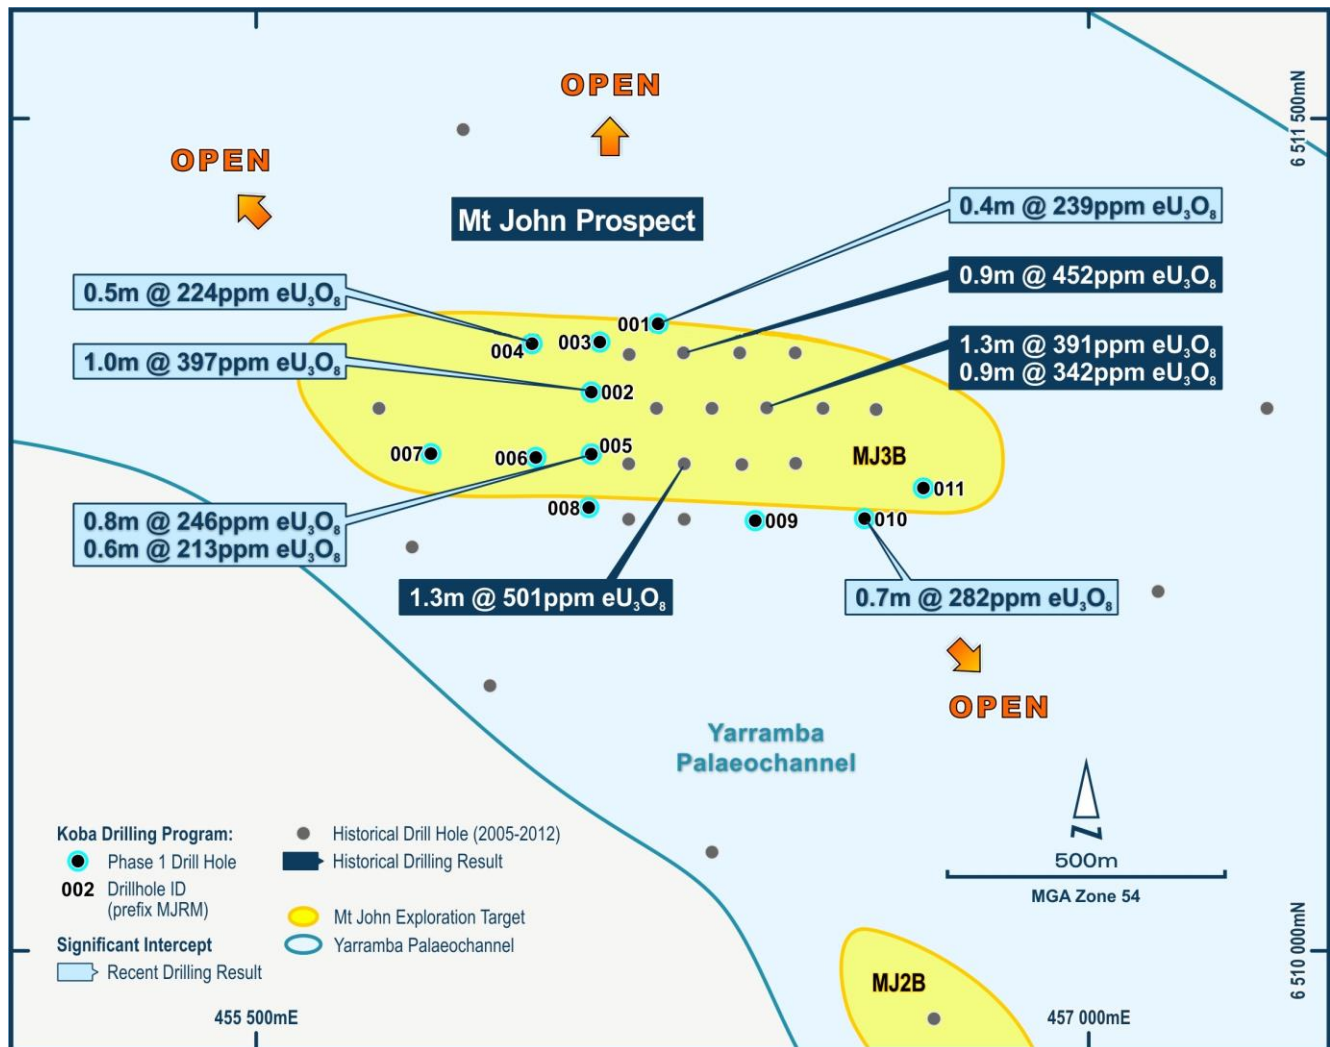 OPEN
6 511 500mN
OPEN
Mt John Prospect
0.4m @ 239ppm eU₃O₈
0.9m @ 452ppm eU₃O₈
0.5m @ 224ppm eU₃O₈
001
003
004
1.3m @ 391ppm eU₃O₈
0.9m @ 342ppm eU₃O₈
1.0m @ 397ppm eU₃O₈
002
007
006
005
MJ3B
011
008
009
010
0.8m @ 246ppm eU₃O₈
0.6m @ 213ppm eU₃O₈
1.3m @ 501ppm eU₃O₈
0.7m @ 282ppm eU₃O₈
OPEN
Yarramba
Palaeochannel
N
500m
MGA Zone 54
Koba Drilling Program:
Phase 1 Drill Hole
002 Drillhole ID
(prefix MJRM)
Significant Intercept
Recent Drilling Result
Historical Drill Hole (2005-2012)
Historical Drilling Result
Mt John Exploration Target
Yarramba Palaeochannel
6 510 000mN
MJ2B
455 500mE
457 000mE